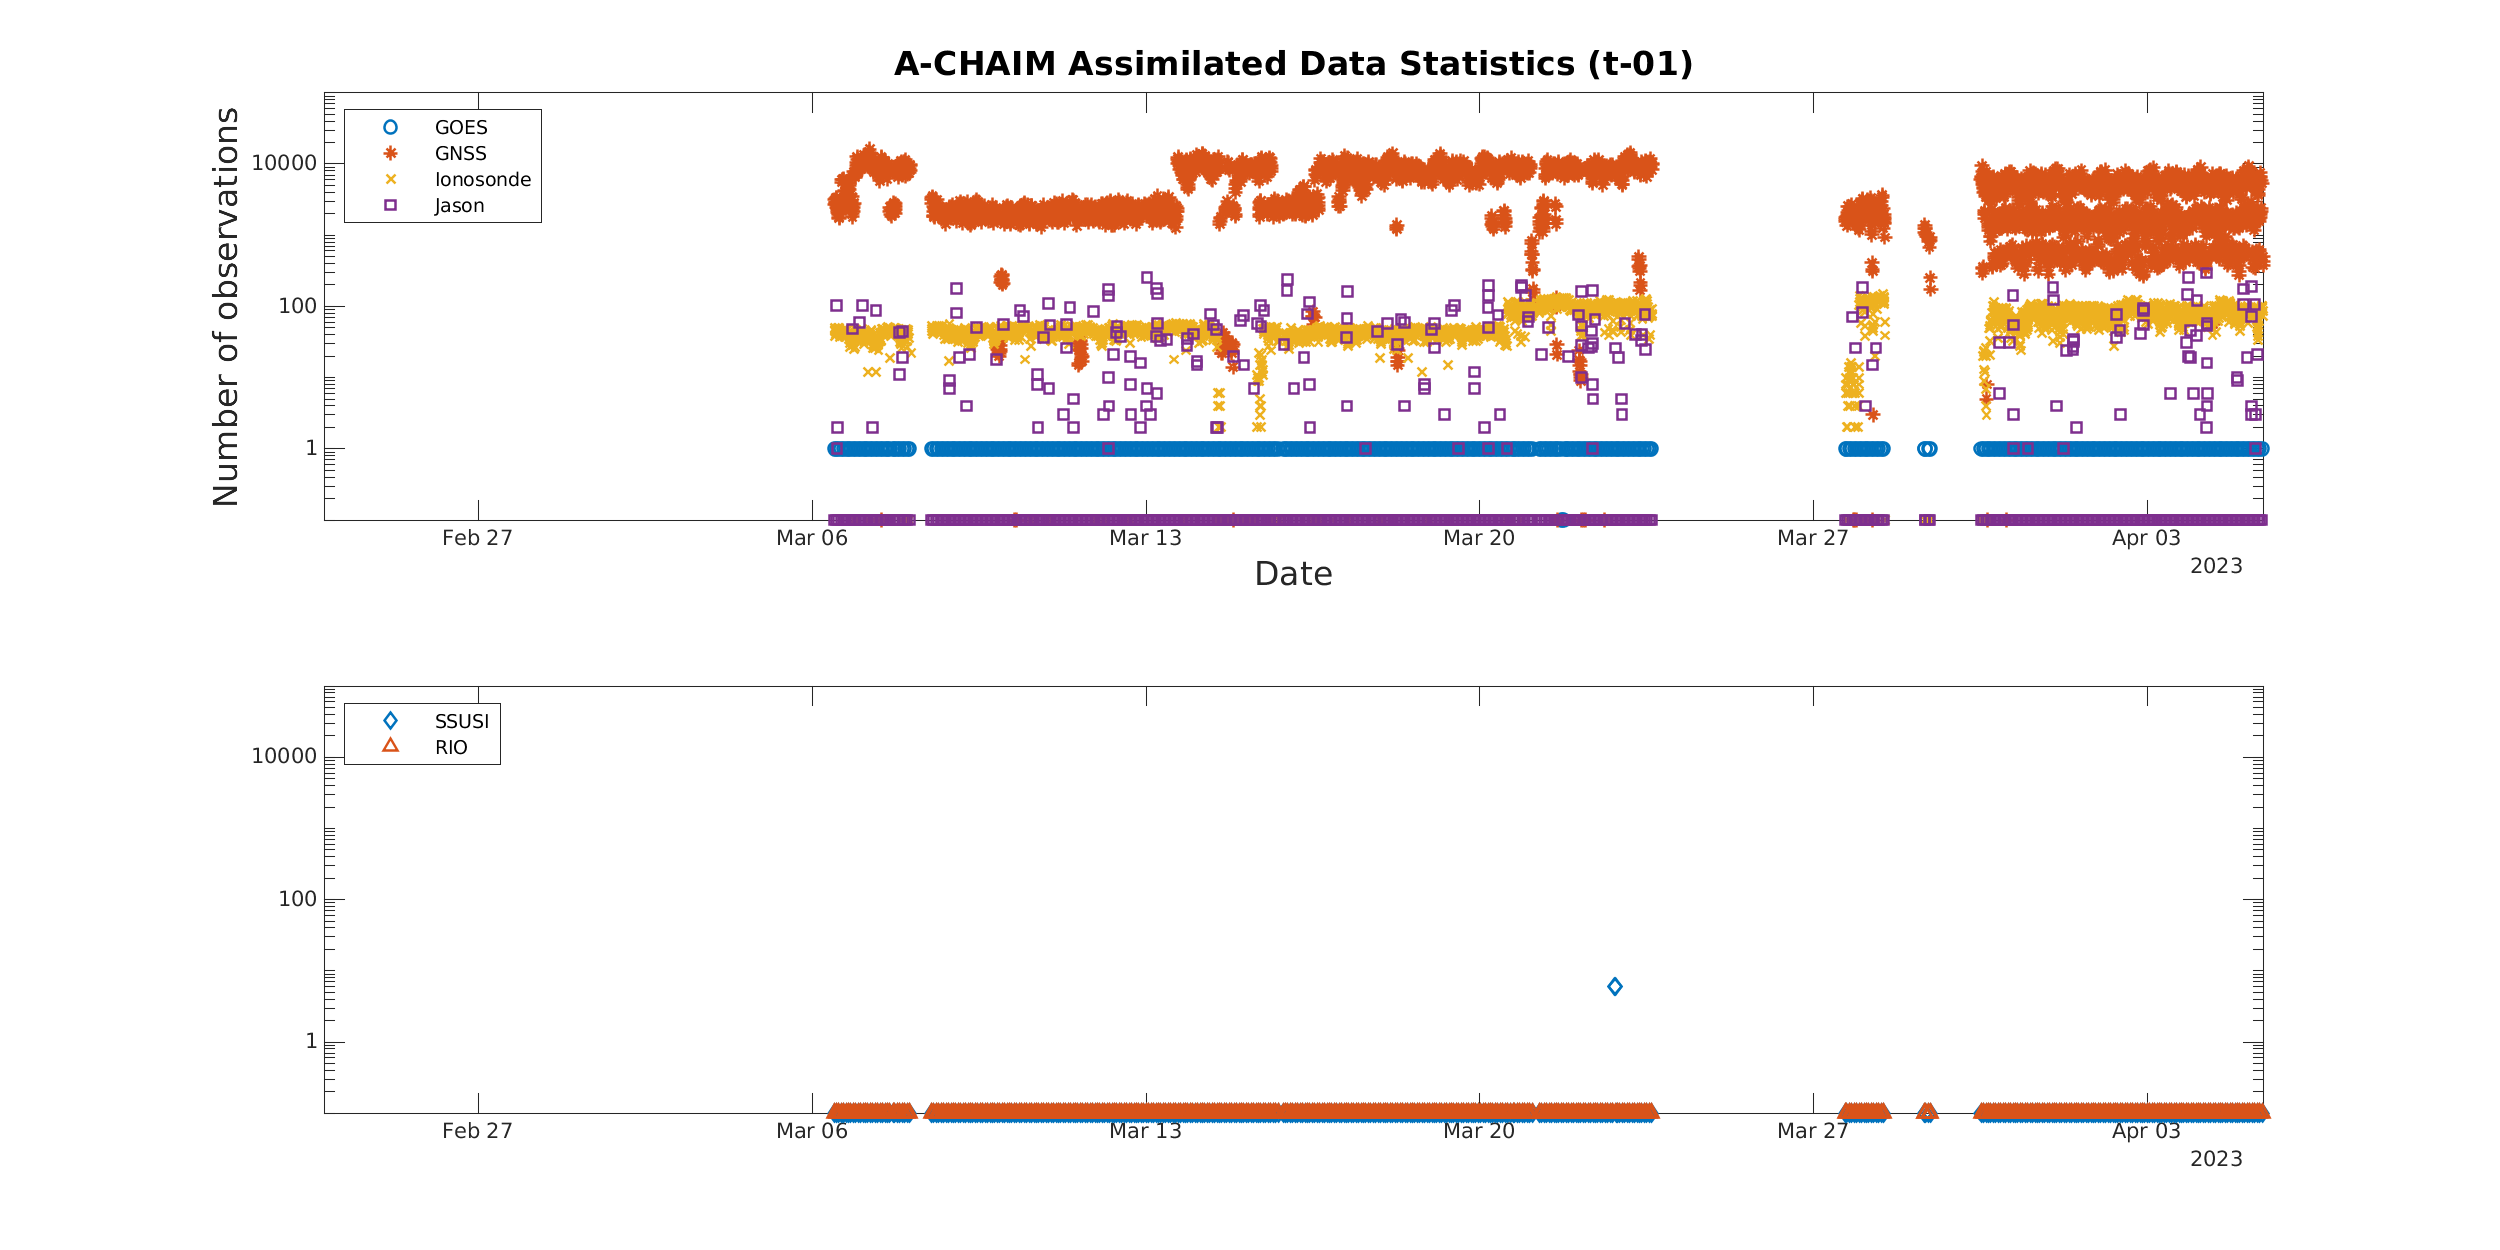 A-CHAIM Assimilated Data Statistics (t-01)
Number of observations
10000
100
1
GOES
GNSS
Ionosonde
Jason
Feb 27 Mar 06 Mar 13 Mar 20 Mar 27 Apr 03
2023
Date
10000
100
1
SSUSI
RIO
Feb 27 Mar 06 Mar 13 Mar 20 Mar 27 Apr 03
2023